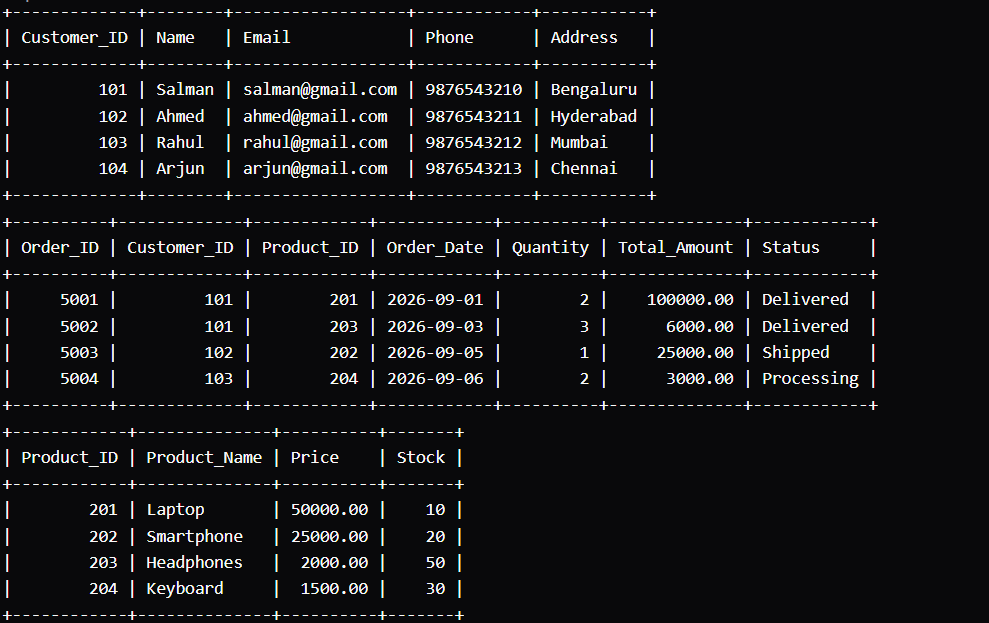 +-------------+--------+------------------+------------+-----------+
| Customer_ID | Name   | Email            | Phone      | Address   |
+-------------+--------+------------------+------------+-----------+
|         101 | Salman | salman@gmail.com | 9876543210 | Bengaluru |
|         102 | Ahmed  | ahmed@gmail.com  | 9876543211 | Hyderabad |
|         103 | Rahul  | rahul@gmail.com  | 9876543212 | Mumbai    |
|         104 | Arjun  | arjun@gmail.com  | 9876543213 | Chennai   |
+-------------+--------+------------------+------------+-----------+
+----------+-------------+------------+------------+----------+--------------+------------+
| Order_ID | Customer_ID | Product_ID | Order_Date | Quantity | Total_Amount | Status     |
+----------+-------------+------------+------------+----------+--------------+------------+
|     5001 |         101 |        201 | 2026-09-01 |        2 |    100000.00 | Delivered  |
|     5002 |         101 |        203 | 2026-09-03 |        3 |      6000.00 | Delivered  |
|     5003 |         102 |        202 | 2026-09-05 |        1 |     25000.00 | Shipped    |
|     5004 |         103 |        204 | 2026-09-06 |        2 |      3000.00 | Processing |
+----------+-------------+------------+------------+----------+--------------+------------+
+------------+--------------+----------+-------+
| Product_ID | Product_Name | Price    | Stock |
+------------+--------------+----------+-------+
|        201 | Laptop       | 50000.00 |    10 |
|        202 | Smartphone   | 25000.00 |    20 |
|        203 | Headphones   |  2000.00 |    50 |
|        204 | Keyboard     |  1500.00 |    30 |
+------------+--------------+----------+-------+